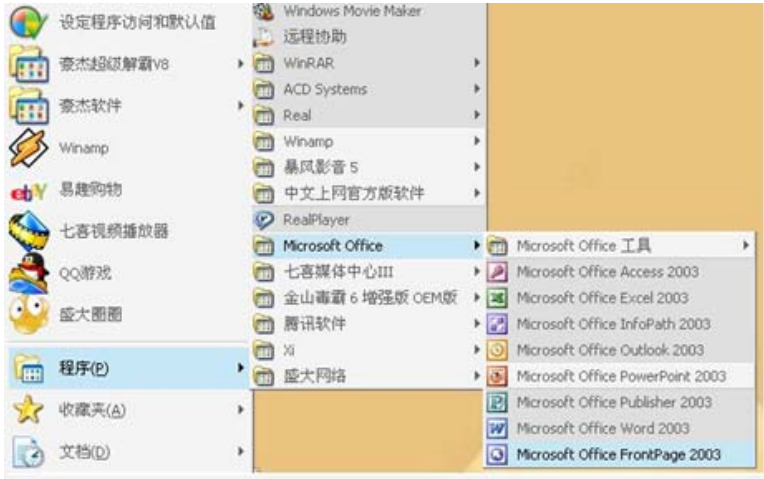 设定程序访问和默认值
豪杰超级解霸V8
豪杰软件
Winamp
ebY 易趣购物
七喜视频播放器
QQ游戏
盛大圈圈
程序(P)
收藏夹(A)
文档(D)
Windows Movie Maker
远程协助
WinRAR
ACD Systems
Real
Winamp
暴风影音 5
中文上网官方版软件
RealPlayer
Microsoft Office
七喜媒体中心III
金山毒霸 6 增强版 OEM版
腾讯软件
Xi
盛大网络
Microsoft Office 工具
Microsoft Office Access 2003
Microsoft Office Excel 2003
Microsoft Office InfoPath 2003
Microsoft Office Outlook 2003
Microsoft Office PowerPoint 2003
Microsoft Office Publisher 2003
Microsoft Office Word 2003
Microsoft Office FrontPage 2003